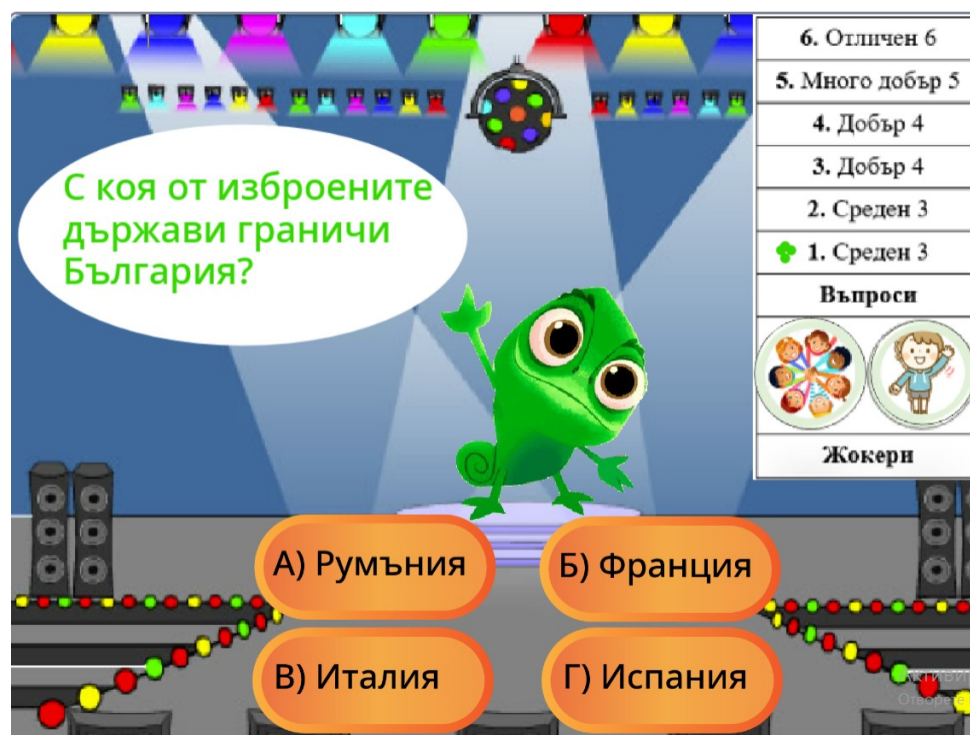 С коя от изброените
държави граничи
България?
6. Отличен 6
5. Много добър 5
4. Добър 4
3. Добър 4
2. Среден 3
1. Среден 3
Въпроси
Жокери
А) Румъния
Б) Франция
В) Италия
Г) Испания
Отворете